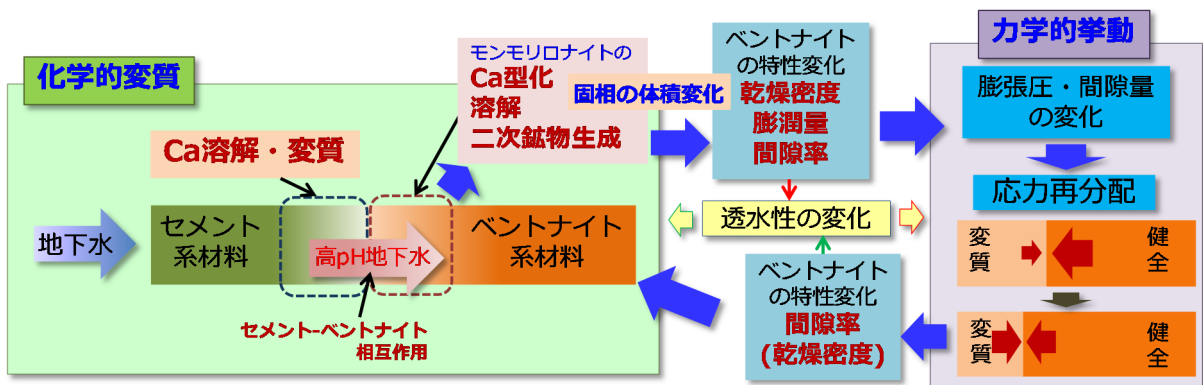 化学的変質
モンモリロナイトの
Ca型化
溶解
二次鉱物生成
固相の体積変化
Ca溶解・変質
地下水
セメント
系材料
高pH地下水
ベントナイト
系材料
セメント-ベントナイト
相互作用
ベントナイト
の特性変化
乾燥密度
膨潤量
間隙率
透水性の変化
ベントナイト
の特性変化
間隙率
(乾燥密度)
力学的挙動
膨張圧・間隙量
の変化
応力再分配
変質
健全
変質
健全